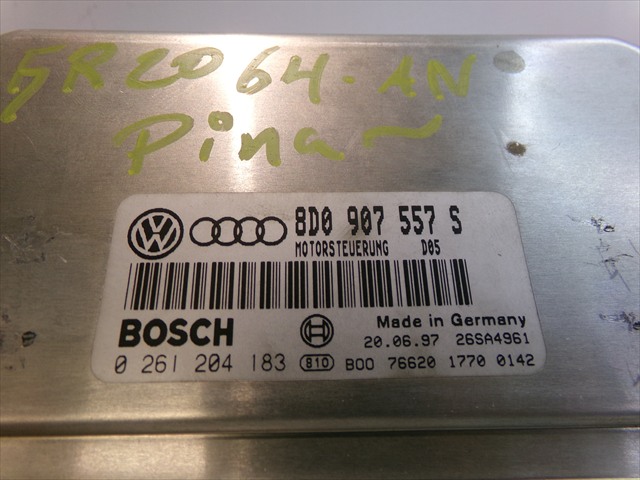 5R2064-AN
Pina~
8D0 907 557 S
MOTORSTEUERUNG D05
BOSCH
Made in Germany
20.06.97 26SA4961
0 261 204 183 810 B00 76620 1770 0142